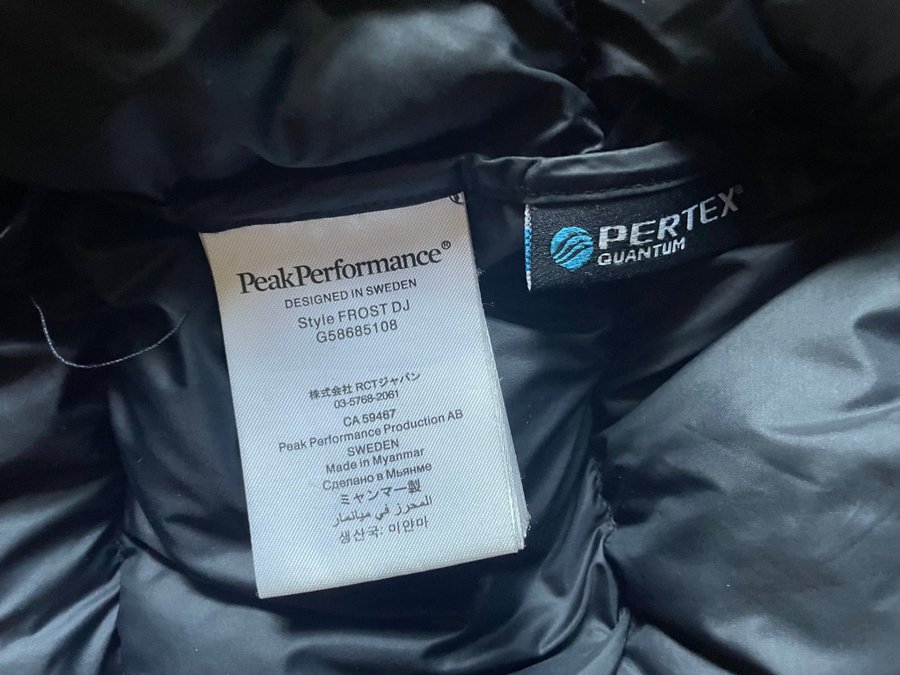 PeakPerformance®
DESIGNED IN SWEDEN
Style FROST DJ
G58685108
株式会社 RCTジャパン
03-5768-2061
CA 59467
Peak Performance Production AB
SWEDEN
Made in Myanmar
Сделано в Мьянме
ミャンマー製
المحرز في ميانمار
생산국: 미얀마
PERTEX®
QUANTUM